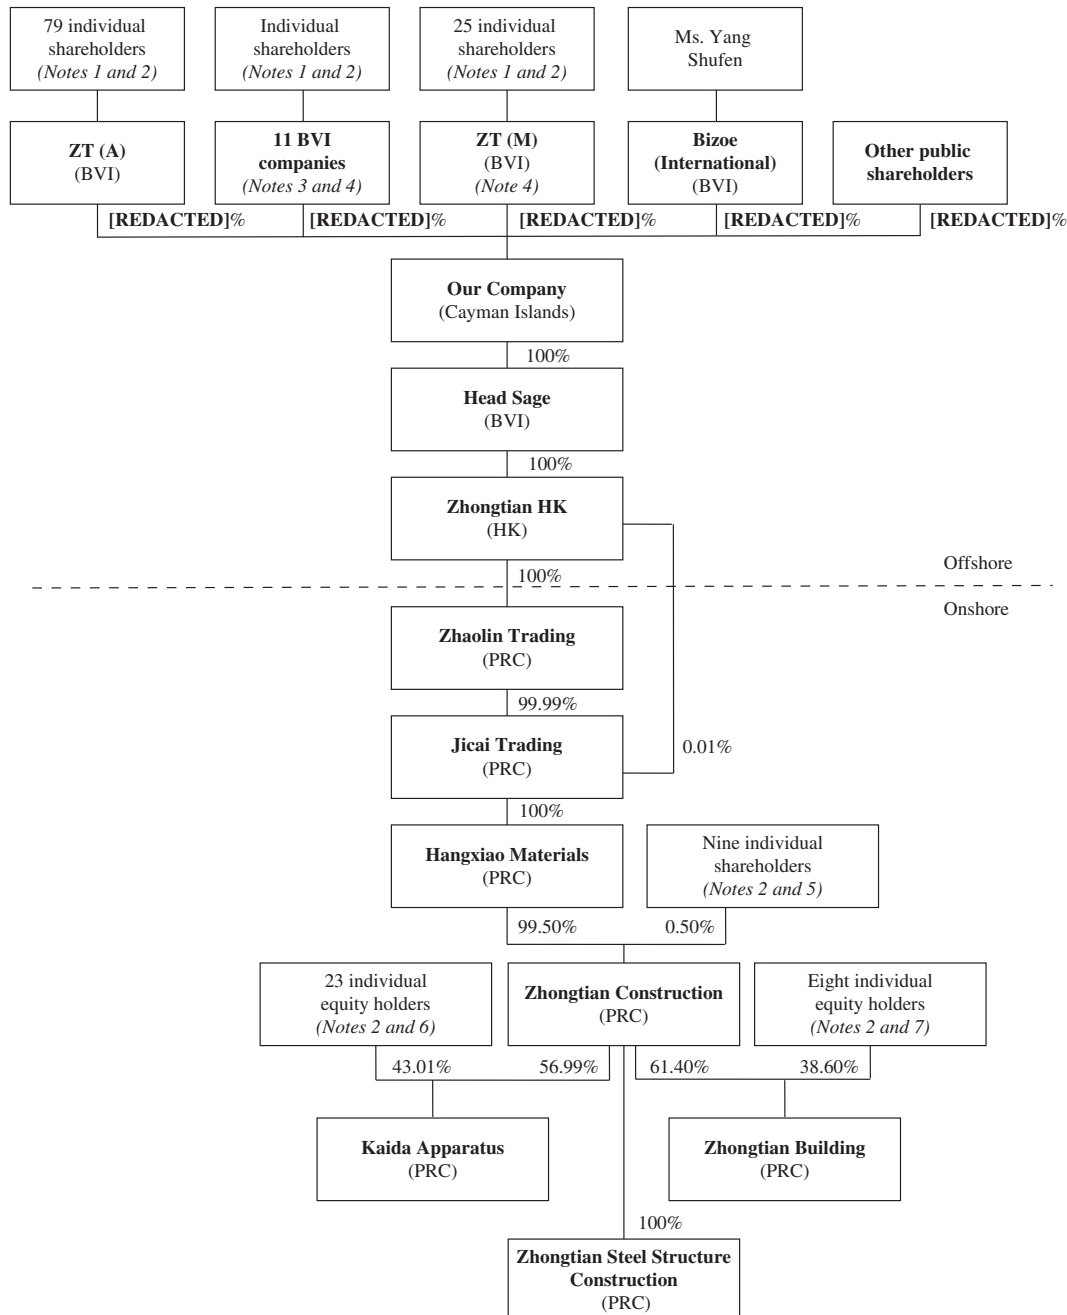 79 individual
shareholders
(Notes 1 and 2)
Individual
shareholders
(Notes 1 and 2)
25 individual
shareholders
(Notes 1 and 2)
Ms. Yang
Shufen
ZT (A)
(BVI)
11 BVI
companies
(Notes 3 and 4)
ZT (M)
(BVI)
(Note 4)
Bizoe
(International)
(BVI)
Other public
shareholders
[REDACTED]%
[REDACTED]%
[REDACTED]%
[REDACTED]%
[REDACTED]%
Our Company
(Cayman Islands)
100%
Head Sage
(BVI)
100%
Zhongtian HK
(HK)
100%
Offshore
Onshore
Zhaolin Trading
(PRC)
99.99%
Jicai Trading
(PRC)
0.01%
100%
Hangxiao Materials
(PRC)
Nine individual
shareholders
(Notes 2 and 5)
99.50%
0.50%
23 individual
equity holders
(Notes 2 and 6)
Zhongtian Construction
(PRC)
Eight individual
equity holders
(Notes 2 and 7)
43.01%
56.99%
61.40%
38.60%
Kaida Apparatus
(PRC)
Zhongtian Building
(PRC)
100%
Zhongtian Steel Structure
Construction
(PRC)